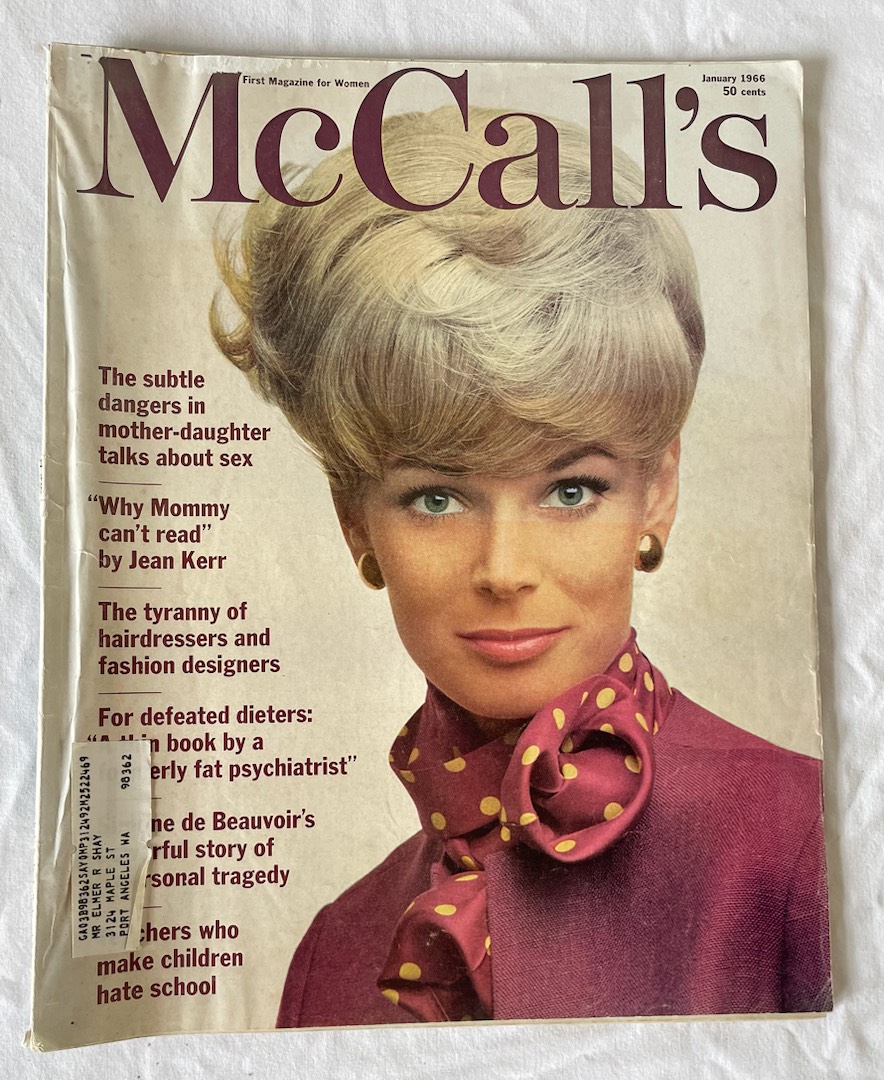 McCall's
First Magazine for Women
January 1966
50 cents
The subtle
dangers in
mother-daughter
talks about sex
“Why Mommy
can't read”
by Jean Kerr
The tyranny of
hairdressers and
fashion designers
For defeated dieters:
book by a
fat psychiatrist”
de Beauvoir's
story of
tragedy
who
make children
hate school
GA03B98362SAY0MP312492M2522469
MR ELMER R SHAY
3124 MAPLE ST
PORT ANGELES WA 98362